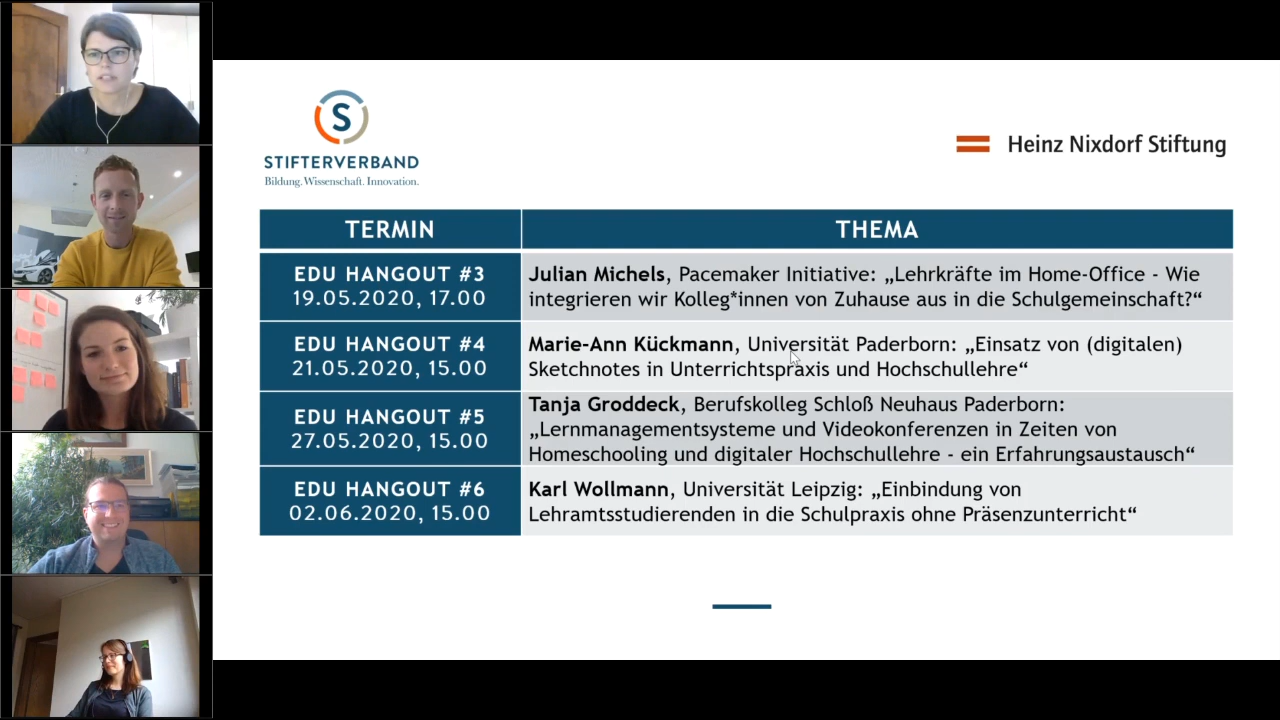 S
STIFTERVERBAND
Bildung. Wissenschaft. Innovation.
Heinz Nixdorf Stiftung
TERMIN
THEMA
EDU HANGOUT #3
19.05.2020, 17.00
Julian Michels, Pacemaker Initiative: „Lehrkräfte im Home-Office - Wie
integrieren wir Kolleg*innen von Zuhause aus in die Schulgemeinschaft?“
EDU HANGOUT #4
21.05.2020, 15.00
Marie-Ann Kückmann, Universität Paderborn: „Einsatz von (digitalen)
Sketchnotes in Unterrichtspraxis und Hochschullehre“
EDU HANGOUT #5
27.05.2020, 15.00
Tanja Groddeck, Berufskolleg Schloß Neuhaus Paderborn:
„Lernmanagementsysteme und Videokonferenzen in Zeiten von
Homeschooling und digitaler Hochschullehre - ein Erfahrungsaustausch“
EDU HANGOUT #6
02.06.2020, 15.00
Karl Wollmann, Universität Leipzig: „Einbindung von
Lehramtsstudierenden in die Schulpraxis ohne Präsenzunterricht“